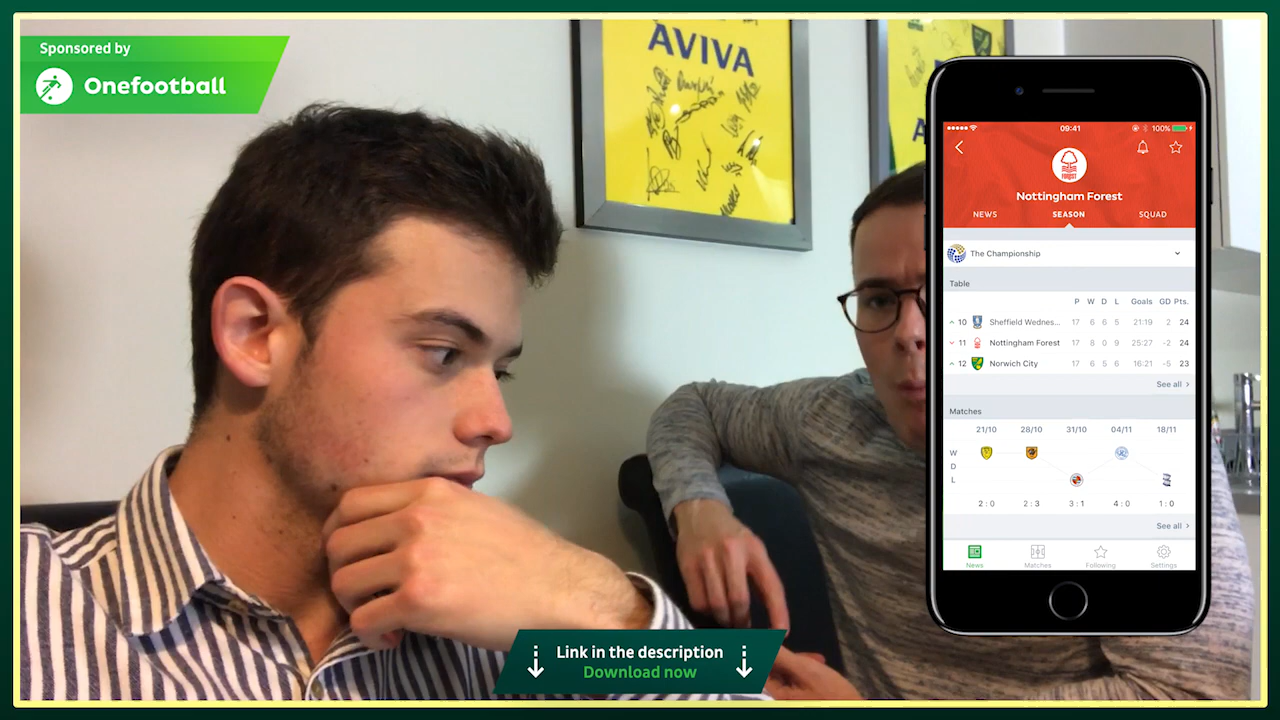 Sponsored by
Onefootball
AVIVA
09:41
100%
FOREST
Nottingham Forest
NEWS SEASON SQUAD
The Championship
Table
P W D L Goals GD Pts.
10 Sheffield Wednes... 17 6 6 5 21:19 2 24
11 Nottingham Forest 17 8 0 9 25:27 -2 24
12 Norwich City 17 6 5 6 16:21 -5 23
See all
Matches
21/10 28/10 31/10 04/11 18/11
W
D
L
2 : 0 2 : 3 3 : 1 4 : 0 1 : 0
See all
News Matches Following Settings
Link in the description
Download now